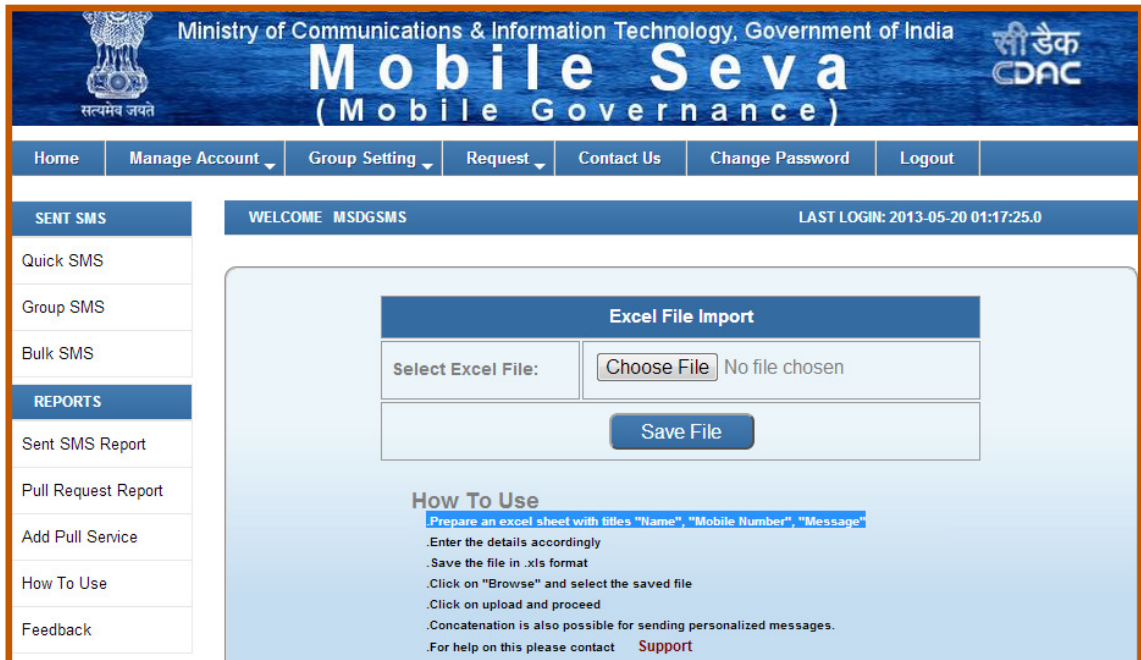 Ministry of Communications & Information Technology, Government of India
Mobile Seva
(Mobile Governance)
सत्यमेव जयते
सी डैक
CDAC
Home Manage Account Group Setting Request Contact Us Change Password Logout
SENT SMS
Quick SMS
Group SMS
Bulk SMS
REPORTS
Sent SMS Report
Pull Request Report
Add Pull Service
How To Use
Feedback
WELCOME MSDGSMS LAST LOGIN: 2013-05-20 01:17:25.0
Excel File Import
Select Excel File: Choose File No file chosen
Save File
How To Use
.Prepare an excel sheet with titles "Name", "Mobile Number", "Message"
.Enter the details accordingly
.Save the file in .xls format
.Click on "Browse" and select the saved file
.Click on upload and proceed
.Concatenation is also possible for sending personalized messages.
.For help on this please contact Support